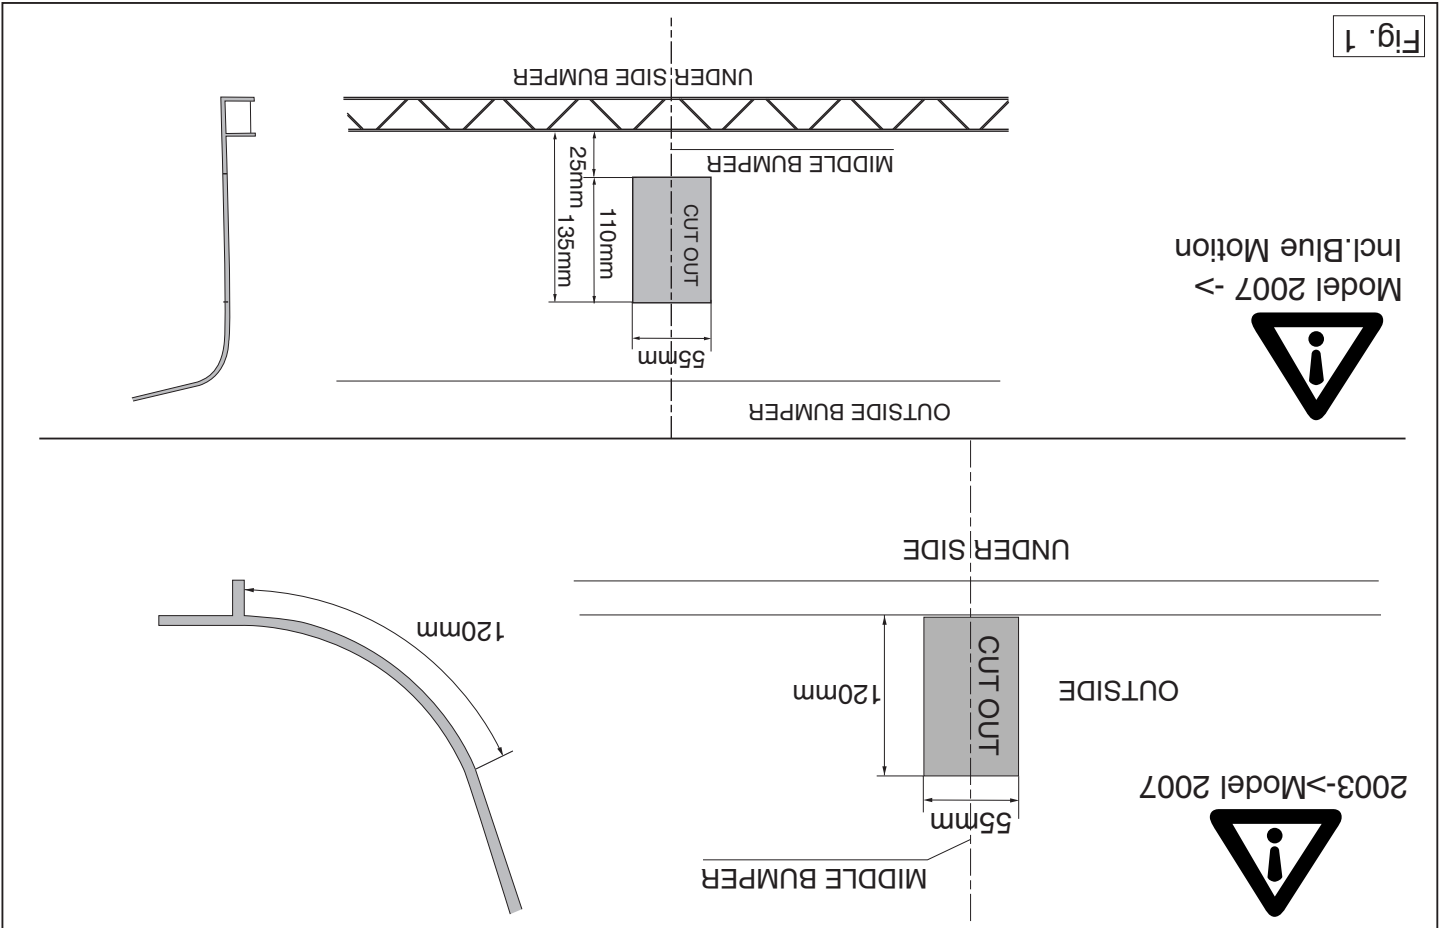 Fig. 1
UNDER SIDE BUMPER
MIDDLE BUMPER
25mm
135mm
110mm
CUT OUT
55mm
OUTSIDE BUMPER
Model 2007 ->
Incl.Blue Motion
UNDER SIDE
120mm
CUT OUT
120mm
OUTSIDE
55mm
MIDDLE BUMPER
2003->Model 2007